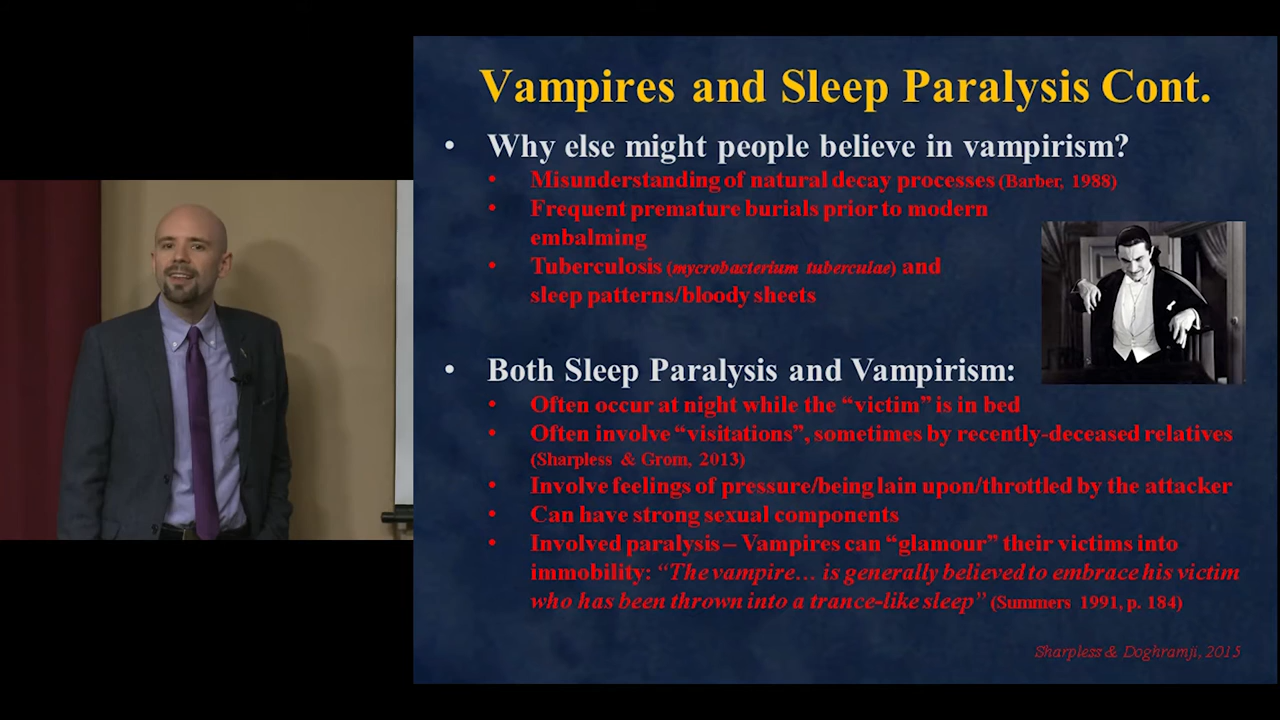 Vampires and Sleep Paralysis Cont.
• Why else might people believe in vampirism?
• Misunderstanding of natural decay processes (Barber, 1988)
• Frequent premature burials prior to modern
embalming
• Tuberculosis (mycrobacterium tuberculae) and
sleep patterns/bloody sheets
• Both Sleep Paralysis and Vampirism:
• Often occur at night while the “victim” is in bed
• Often involve “visitations”, sometimes by recently-deceased relatives
(Sharpless & Grom, 2013)
• Involve feelings of pressure/being lain upon/throttled by the attacker
• Can have strong sexual components
• Involved paralysis – Vampires can “glamour” their victims into
immobility: “The vampire… is generally believed to embrace his victim
who has been thrown into a trance-like sleep” (Summers 1991, p. 184)
Sharpless & Doghramji, 2015